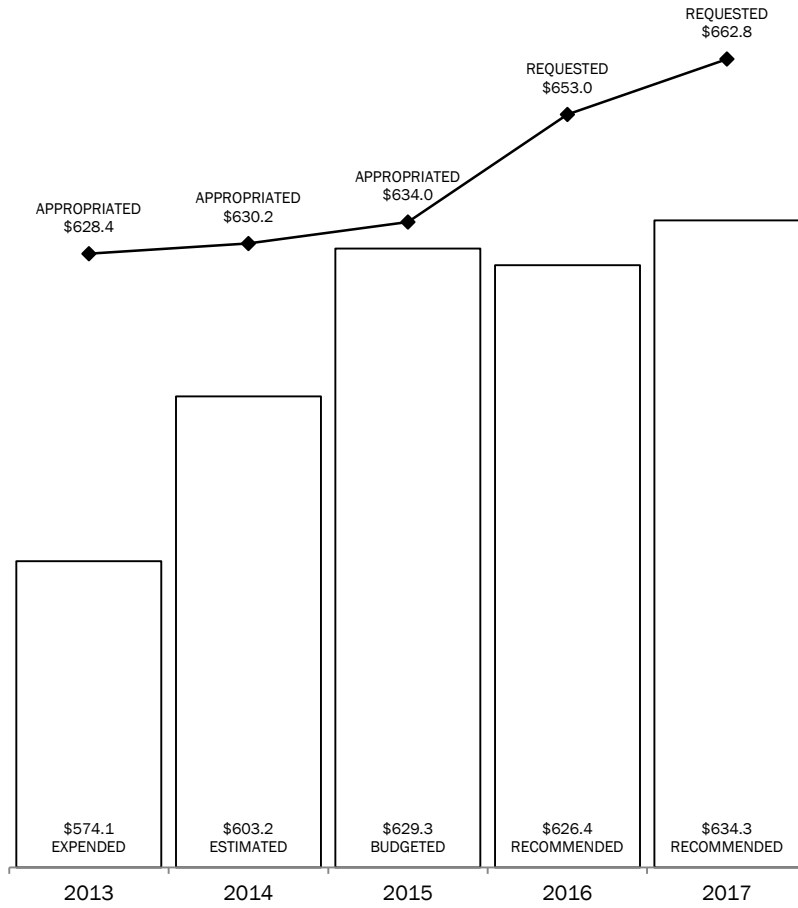 REQUESTED
$662.8
REQUESTED
$653.0
APPROPRIATED
$634.0
APPROPRIATED
$630.2
APPROPRIATED
$628.4
$574.1
EXPENDED
$603.2
ESTIMATED
$629.3
BUDGETED
$626.4
RECOMMENDED
$634.3
RECOMMENDED
2013
2014
2015
2016
2017